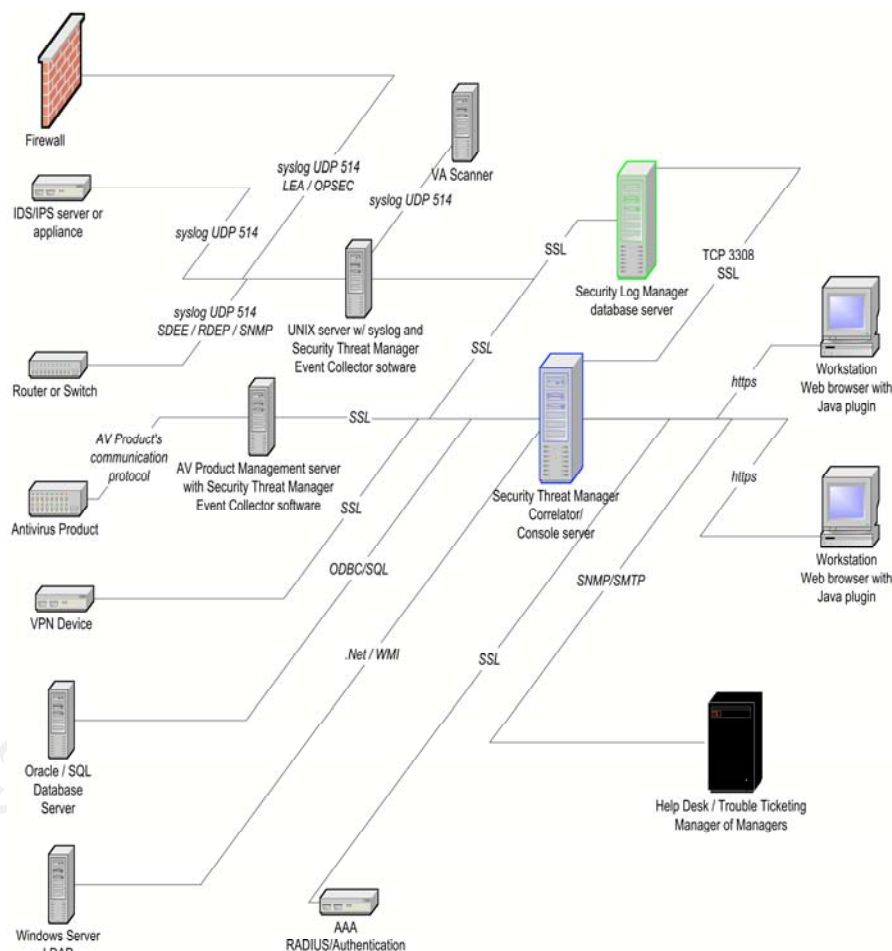 Firewall
syslog UDP 514
LEA / OPSEC
VA Scanner
IDS/IPS server or
appliance
syslog UDP 514
syslog UDP 514
SSL
TCP 3308
SSL
Security Log Manager
database server
syslog UDP 514
SDEE / RDEP / SNMP
UNIX server w/ syslog and
Security Threat Manager
Event Collector sotware
SSL
Router or Switch
Workstation
Web browser with
Java plugin
https
AV Product's
communication
protocol
SSL
AV Product Management server
with Security Threat Manager
Event Collector software
Antivirus Product
Security Threat Manager
Correlator/
Console server
https
SSL
Workstation
Web browser with
Java plugin
ODBC/SQL
SNMP/SMTP
VPN Device
.Net / WMI
SSL
Oracle / SQL
Database
Server
Help Desk / Trouble Ticketing
Manager of Managers
Windows Server
LDAP
AAA
RADIUS/Authentication